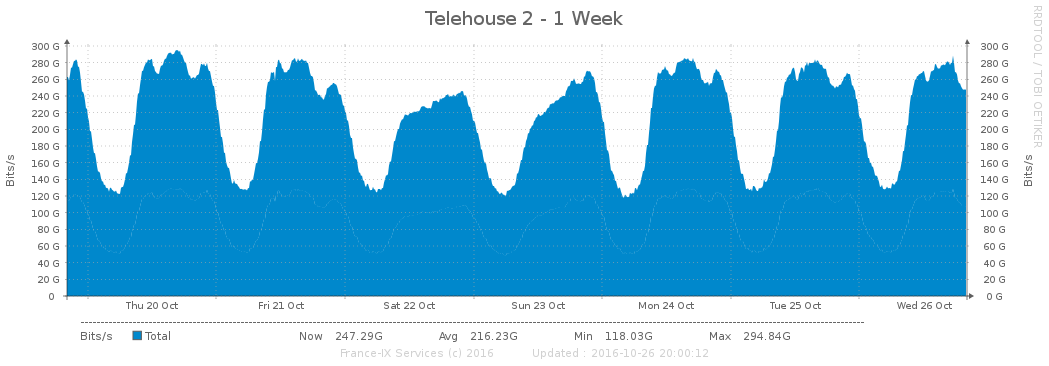 Telehouse 2 - 1 Week
RRDTOOL / TOBI OETIKER
Bits/s
300 G 300 G
280 G 280 G
260 G 260 G
240 G 240 G
220 G 220 G
200 G 200 G
180 G 180 G
160 G 160 G
140 G 140 G
120 G 120 G
100 G 100 G
80 G 80 G
60 G 60 G
40 G 40 G
20 G 20 G
0 0 G
Bits/s
Thu 20 Oct Fri 21 Oct Sat 22 Oct Sun 23 Oct Mon 24 Oct Tue 25 Oct Wed 26 Oct
Bits/s Total Now 247.29G Avg 216.23G Min 118.03G Max 294.84G
France-IX Services (c) 2016 Updated : 2016-10-26 20:00:12